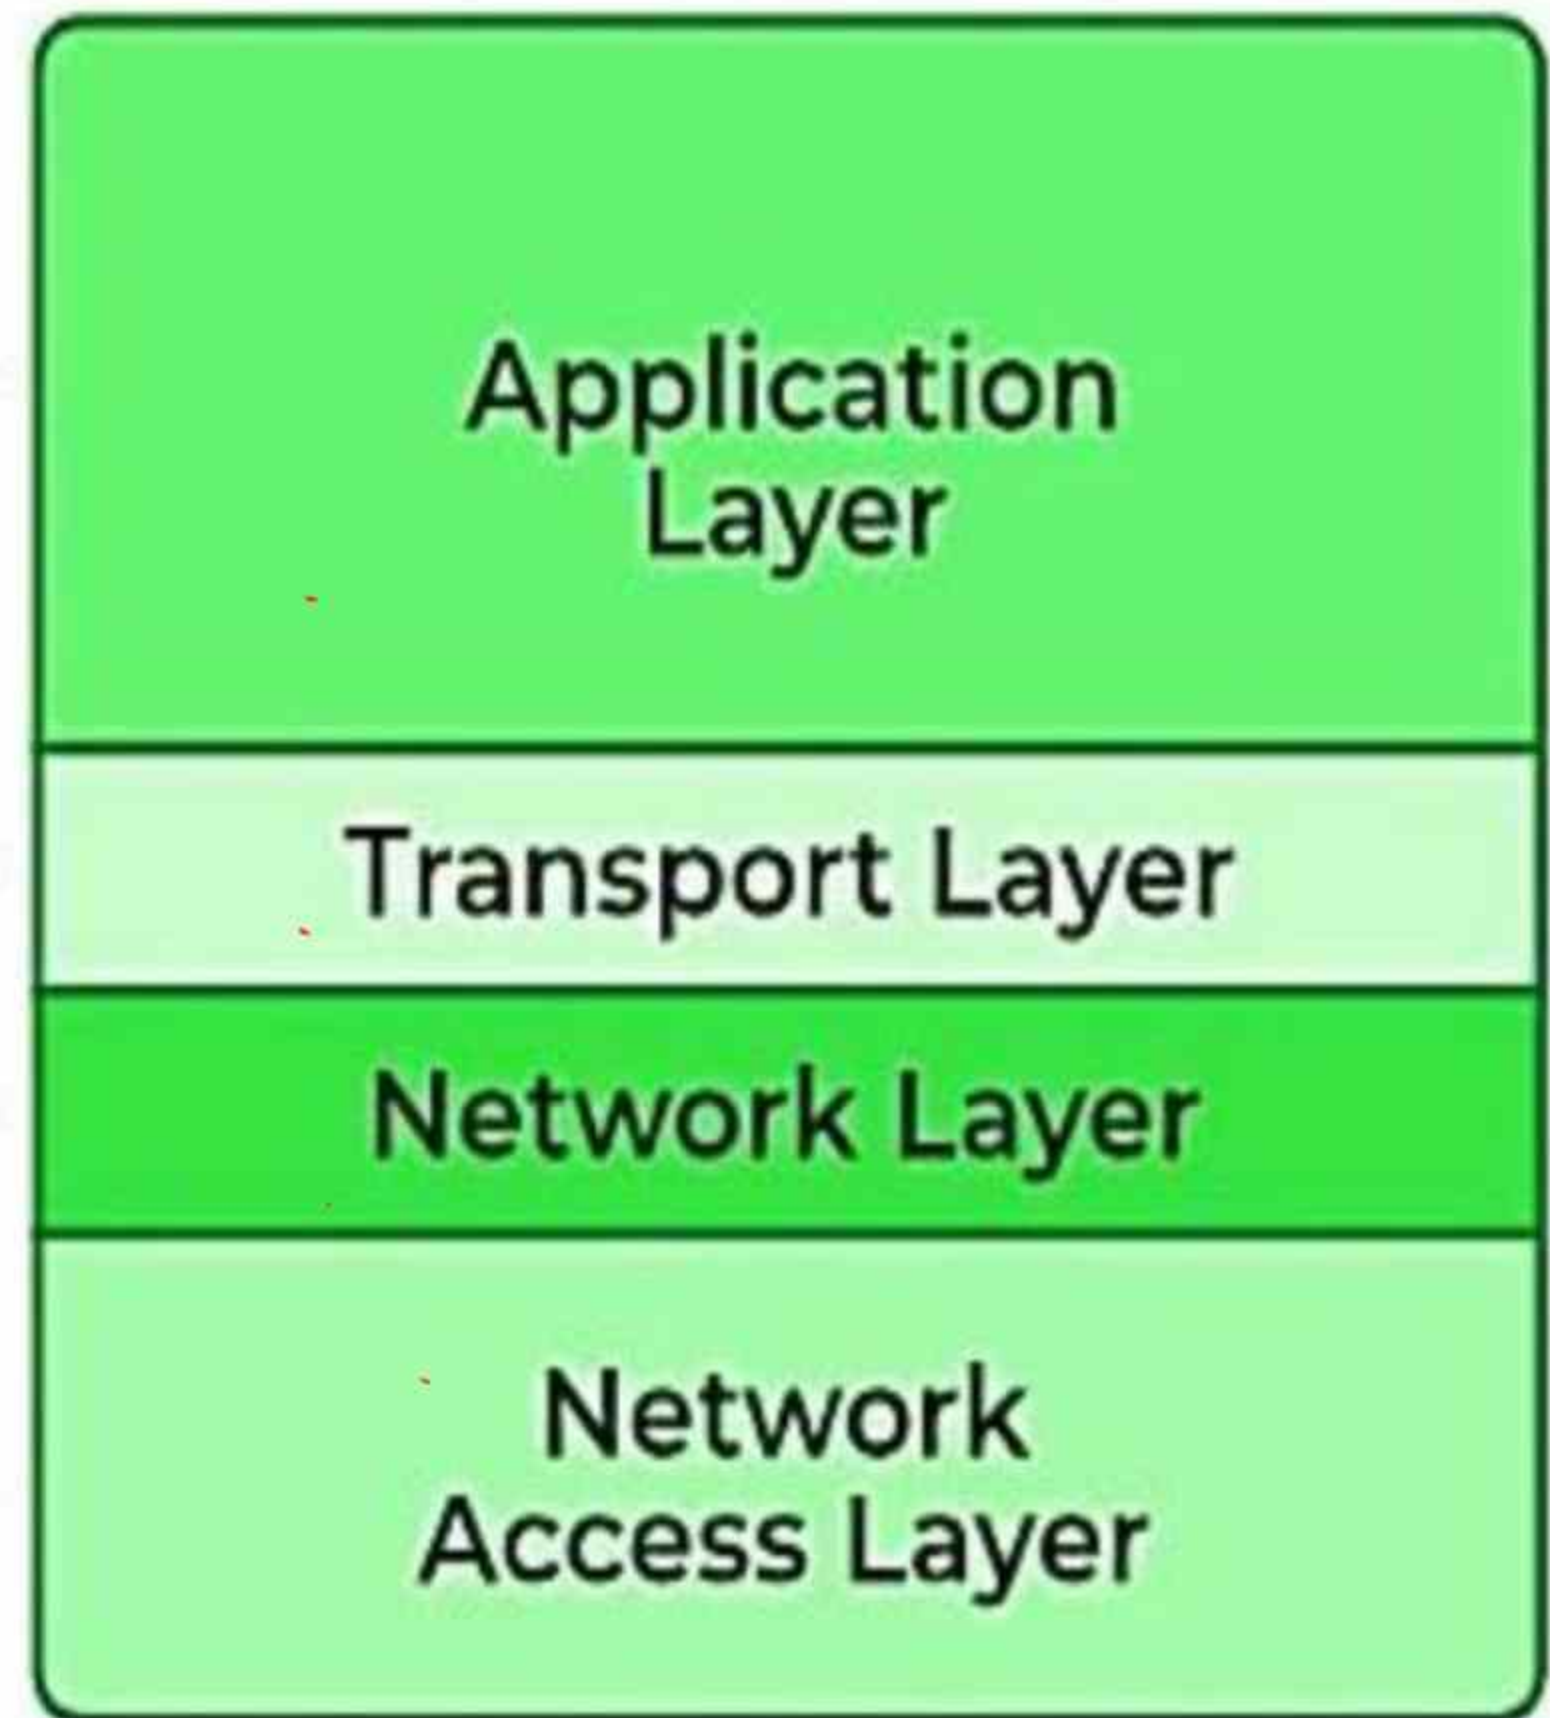 Application
Layer
Transport Layer
Network Layer
Network
Access Layer